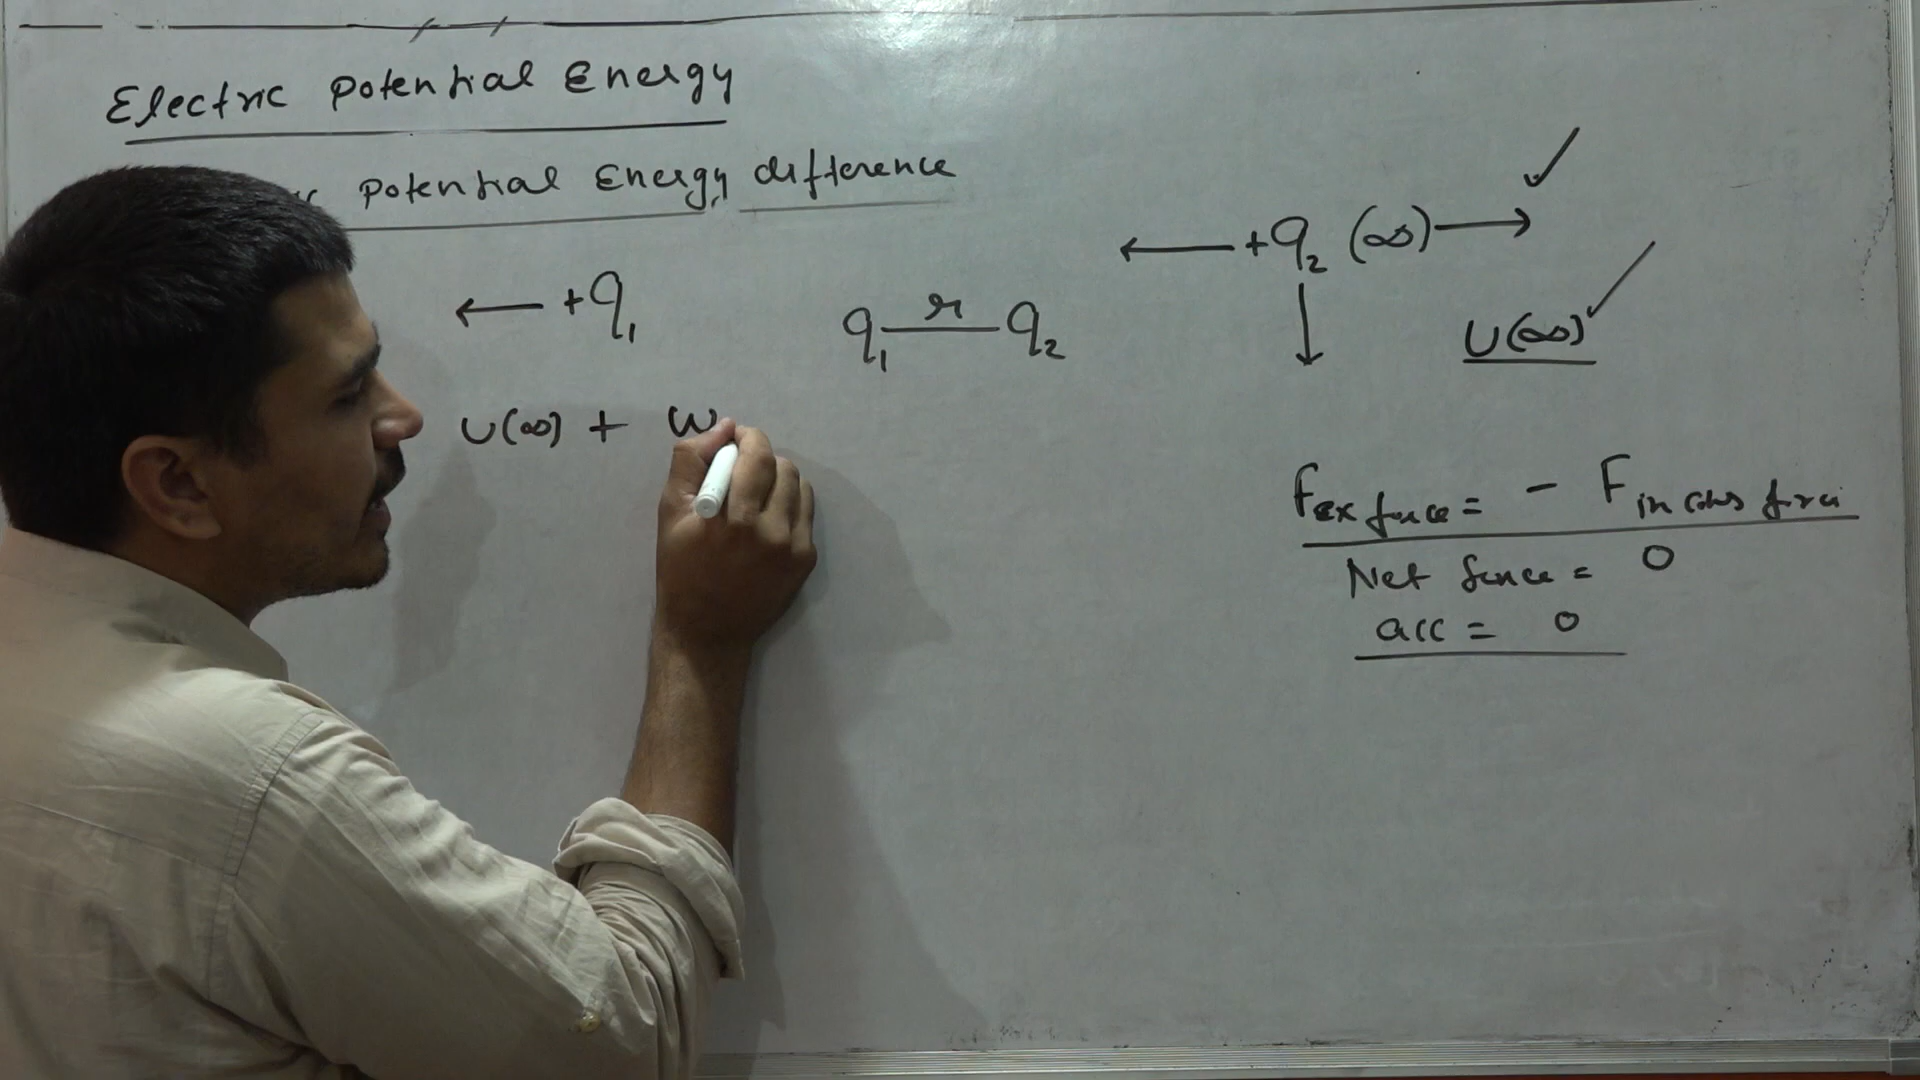 Electric Potential Energy
Potential Energy difference
← +q₁
q₁ — r — q₂
← +q₂ (∞) →
U(∞)
U(∞) + W
Fex force = - F in cons force
Net force = 0
acc = 0